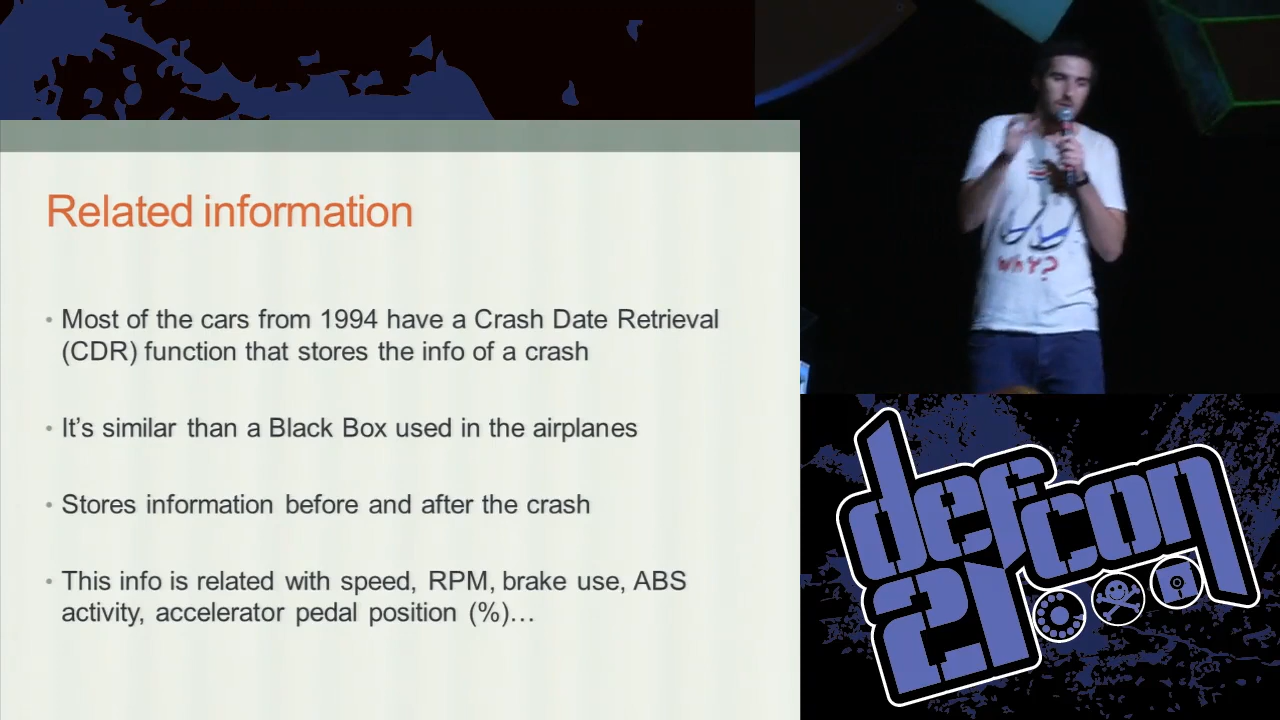 Related information
• Most of the cars from 1994 have a Crash Date Retrieval
(CDR) function that stores the info of a crash
• It’s similar than a Black Box used in the airplanes
• Stores information before and after the crash
• This info is related with speed, RPM, brake use, ABS
activity, accelerator pedal position (%)…
WHY?
defcon
21